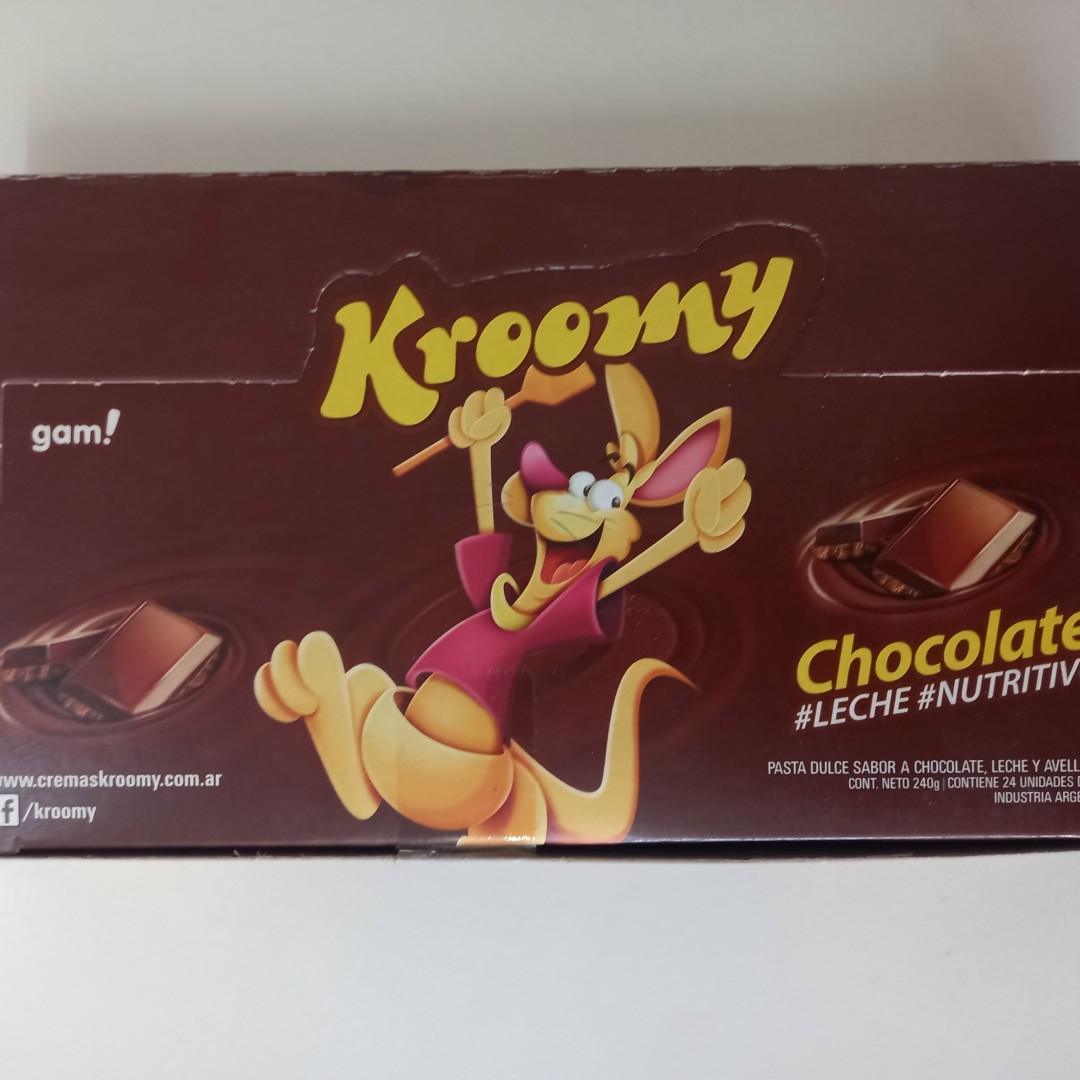 Kroomy
gam!
Chocolate
#LECHE #NUTRITIV
PASTA DULCE SABOR A CHOCOLATE, LECHE Y AVELL
CONT. NETO 240g | CONTIENE 24 UNIDADES D
INDUSTRIA ARGE
www.cremaskroomy.com.ar
f /kroomy